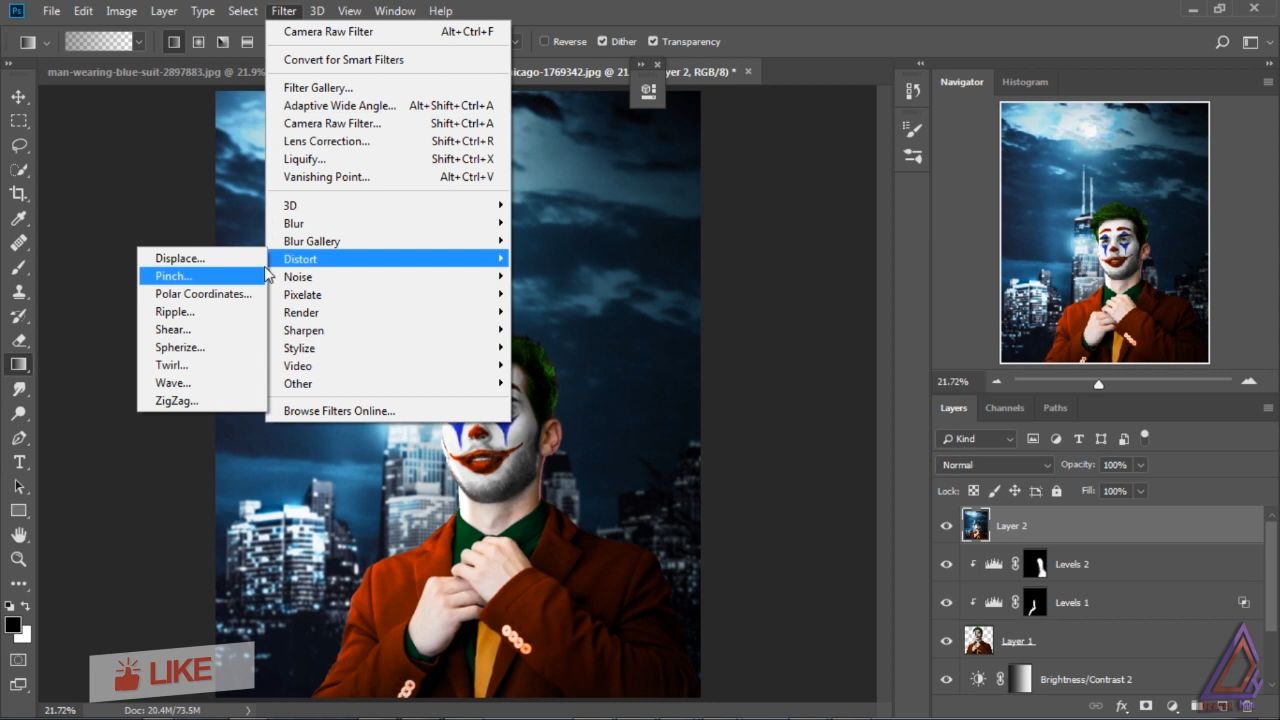 Ps File Edit Image Layer Type Select Filter 3D View Window Help
Reverse Dither Transparency
man-wearing-blue-suit-2897883.jpg @ 21.9%
icago-1769342.jpg @ 21
yer 2, RGB/8) * ×
Camera Raw Filter Alt+Ctrl+F
Convert for Smart Filters
Filter Gallery...
Adaptive Wide Angle... Alt+Shift+Ctrl+A
Camera Raw Filter... Shift+Ctrl+A
Lens Correction... Shift+Ctrl+R
Liquify... Shift+Ctrl+X
Vanishing Point... Alt+Ctrl+V
3D
Blur
Blur Gallery
Distort
Noise
Pixelate
Render
Sharpen
Stylize
Video
Other
Browse Filters Online...
Displace...
Pinch...
Polar Coordinates...
Ripple...
Shear...
Spherize...
Twirl...
Wave...
ZigZag...
Navigator Histogram
21.72%
Layers Channels Paths
Kind
Normal Opacity: 100%
Lock: Fill: 100%
Layer 2
Levels 2
Levels 1
Layer 1
Brightness/Contrast 2
LIKE
21.72% Doc: 20.4M/73.5M